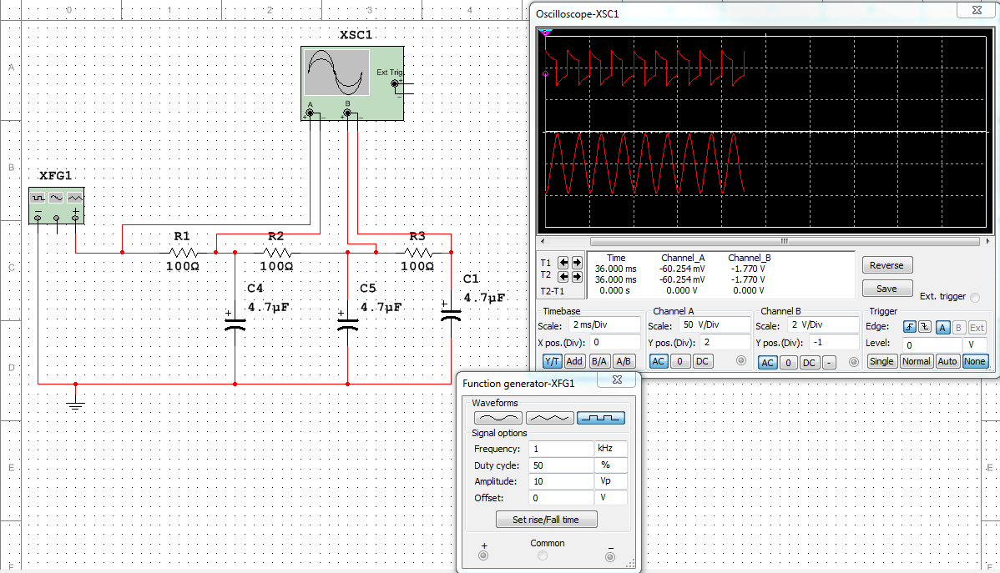 0 1 2 3 4
A
B
C
D
E
F
XSC1
Ext Trig
+
-
A B
+ - + -
XFG1
- +
R1
100Ω
R2
100Ω
R3
100Ω
C4
4.7µF
+
C5
4.7µF
+
C1
4.7µF
+
Oscilloscope-XSC1
T1
T2
T2-T1
Time Channel_A Channel_B
36.000 ms -60.254 mV -1.770 V
36.000 ms -60.254 mV -1.770 V
0.000 s 0.000 V 0.000 V
Reverse
Save
Ext. trigger
Timebase
Scale: 2 ms/Div
X pos.(Div): 0
Y/T Add B/A A/B
Channel A
Scale: 50 V/Div
Y pos.(Div): 2
AC 0 DC
Channel B
Scale: 2 V/Div
Y pos.(Div): -1
AC 0 DC -
Trigger
Edge: A B Ext
Level: 0 V
Single Normal Auto None
Function generator-XFG1
Waveforms
Signal options
Frequency: 1 kHz
Duty cycle: 50 %
Amplitude: 10 Vp
Offset: 0 V
Set rise/Fall time
+ Common -
E
F